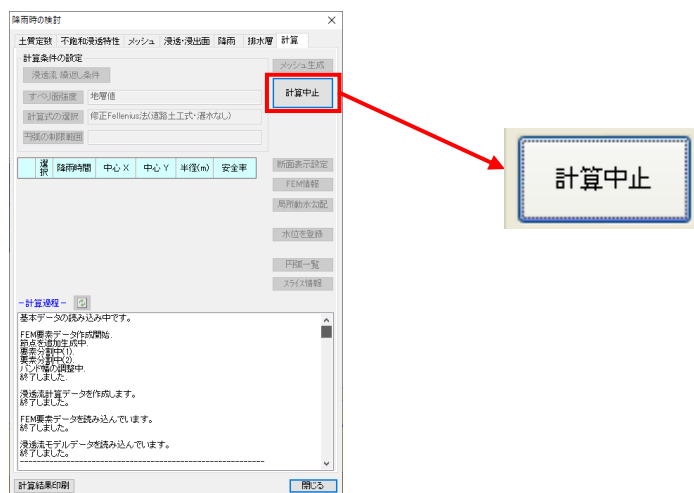 降雨時の検討
土質定数 不飽和浸透特性 メッシュ 浸透・浸出面 降雨 排水層 計算
計算条件の設定
浸透流 繰返し条件
メッシュ生成
計算中止
すべり面強度 地層値
計算式の選択 修正Fellenius法(道路土工式・湛水なし)
円弧の制限範囲
選択 降雨時間 中心 X 中心 Y 半径(m) 安全率
断面表示設定
FEM情報
局所動水勾配
水位を登録
円弧一覧
スライス情報
-計算過程-
基本データの読み込み中です。
FEM要素データ作成開始.
節点を追加生成中.
要素分割中(1).
要素分割中(2).
バンド幅の調整中.
終了しました.
浸透流計算データを作成します。
終了しました。
FEM要素データを読み込んでいます。
終了しました。
浸透流モデルデータを読み込んでいます。
終了しました。
------------------------------------------------------------
計算結果印刷 閉じる
計算中止